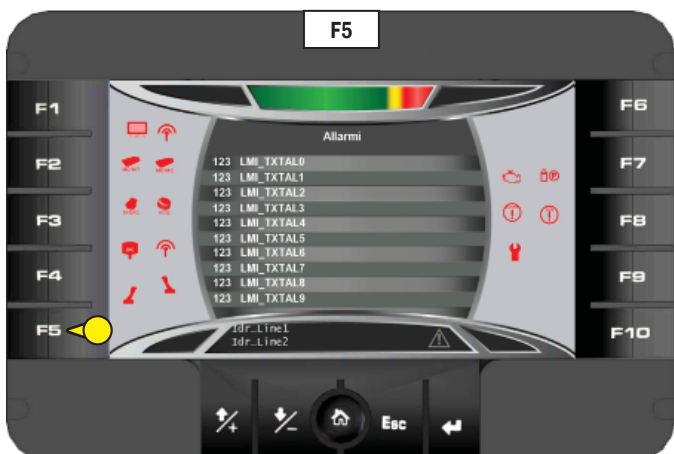 F5
F1
F2
F3
F4
F5
F6
F7
F8
F9
F10
Allarmi
123 LMI_TXTAL0
123 LMI_TXTAL1
123 LMI_TXTAL2
123 LMI_TXTAL3
123 LMI_TXTAL4
123 LMI_TXTAL5
123 LMI_TXTAL6
123 LMI_TXTAL7
123 LMI_TXTAL8
123 LMI_TXTAL9
Idr_Line1
Idr_Line2
Esc